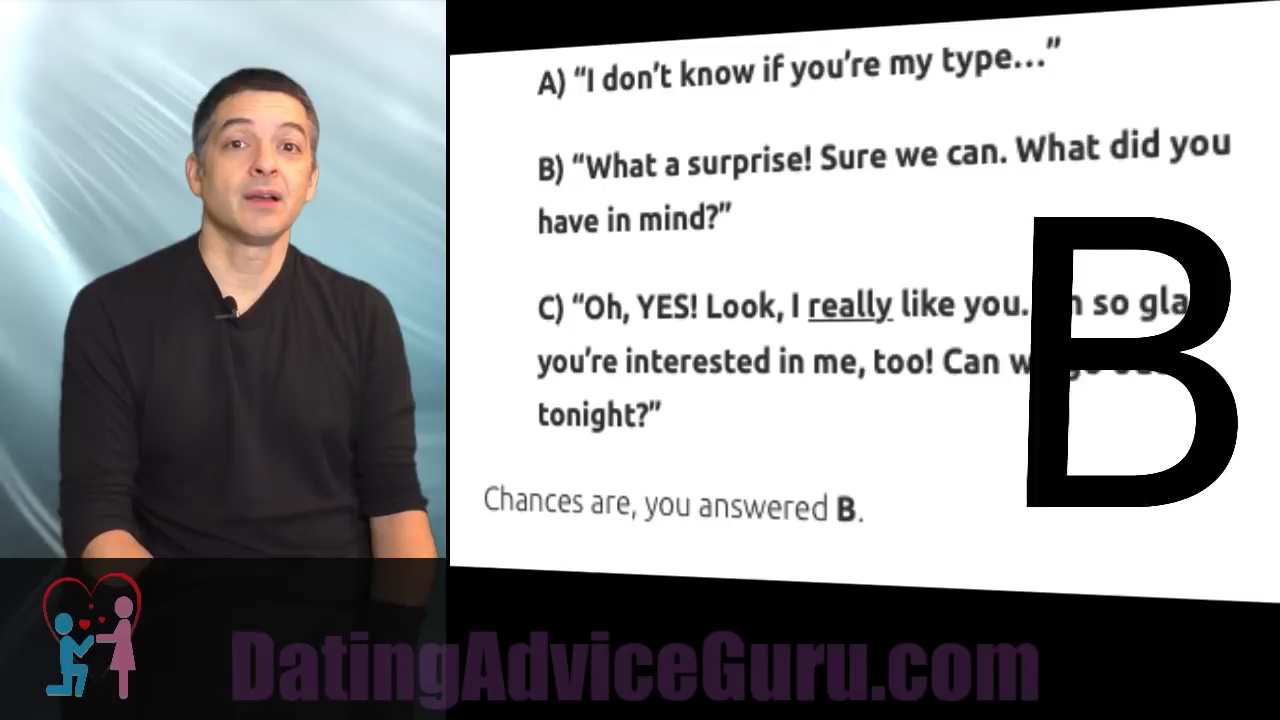 A) “I don’t know if you’re my type…”
B) “What a surprise! Sure we can. What did you
have in mind?”
C) “Oh, YES! Look, I really like you. so
you’re interested in me, too! Can
tonight?”
B
Chances are, you answered B.
DatingAdviceGuru.com